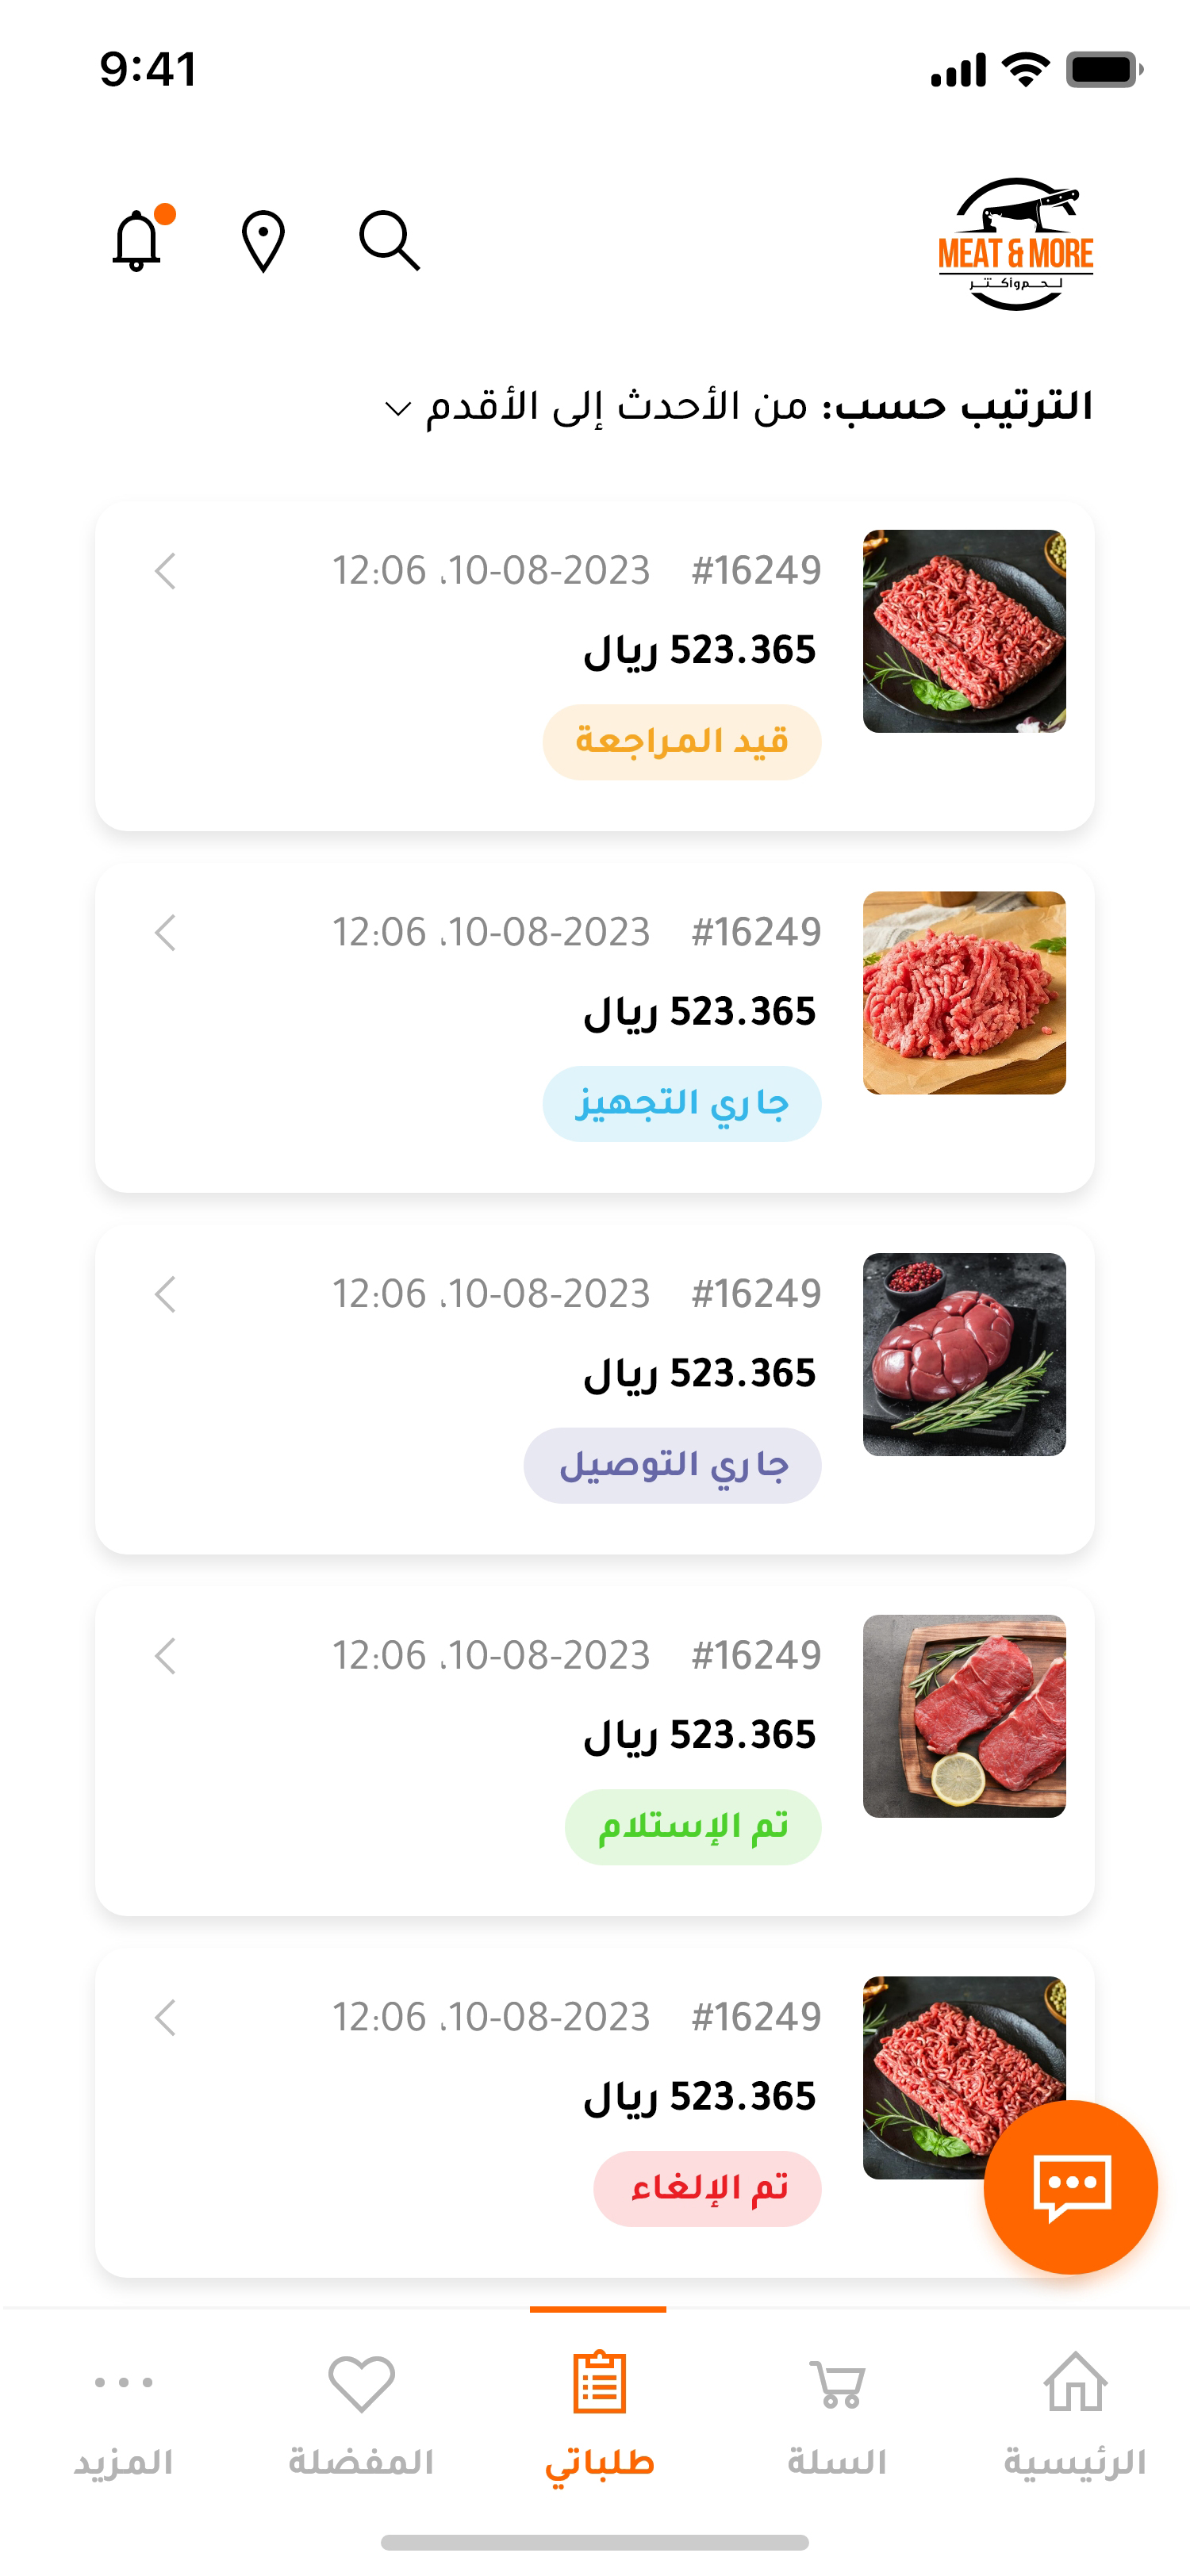 9:41
MEAT & MORE
لحم وأكثر
الترتيب حسب: من الأحدث إلى الأقدم
#16249 10-08-2023، 12:06
523.365 ريال
قيد المراجعة
#16249 10-08-2023، 12:06
523.365 ريال
جاري التجهيز
#16249 10-08-2023، 12:06
523.365 ريال
جاري التوصيل
#16249 10-08-2023، 12:06
523.365 ريال
تم الإستلام
#16249 10-08-2023، 12:06
523.365 ريال
تم الإلغاء
الرئيسية السلة طلباتي المفضلة المزيد